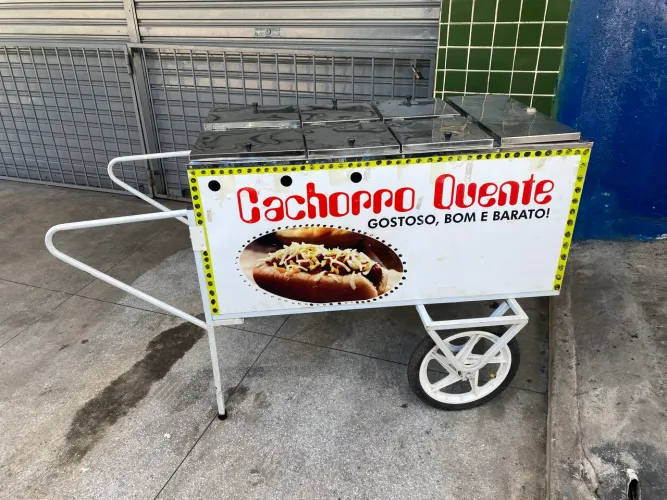 Cachorro Quente
GOSTOSO, BOM E BARATO!